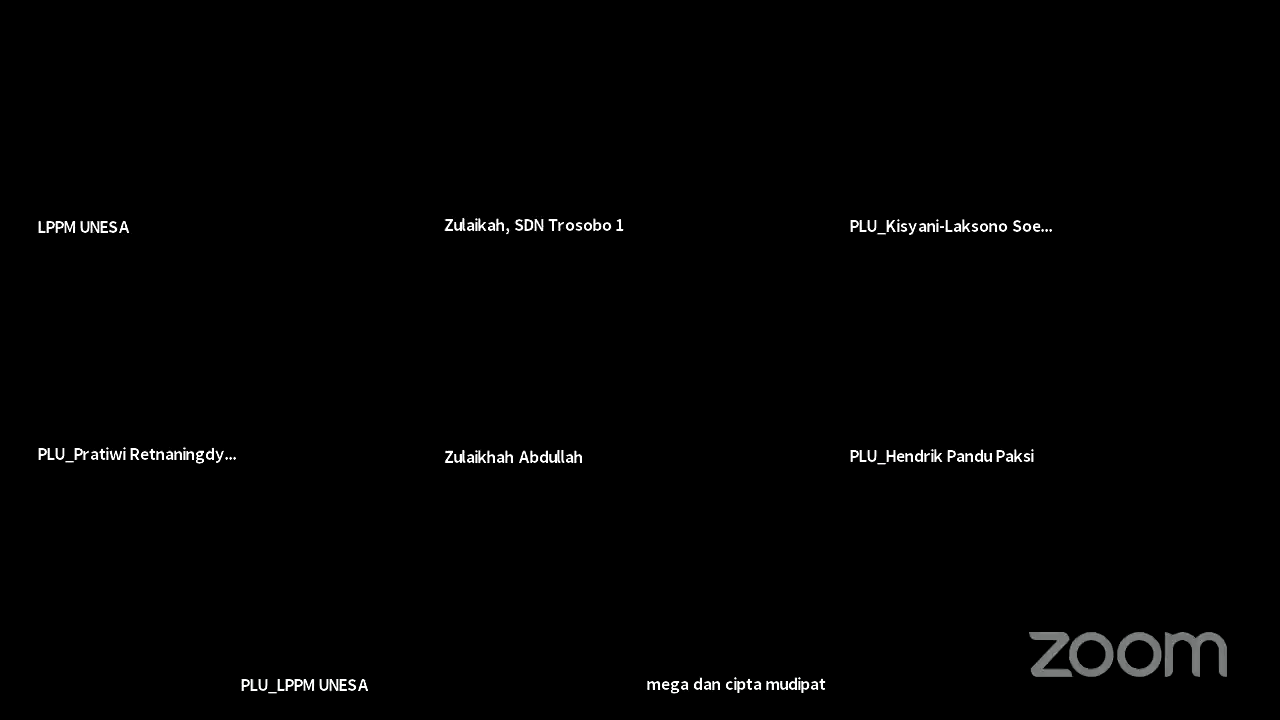 LPPM UNESA
Zulaikah, SDN Trosobo 1
PLU_Kisyani-Laksono Soe...
PLU_Pratiwi Retnaningdy...
Zulaikhah Abdullah
PLU_Hendrik Pandu Paksi
PLU_LPPM UNESA
mega dan cipta mudipat
zoom